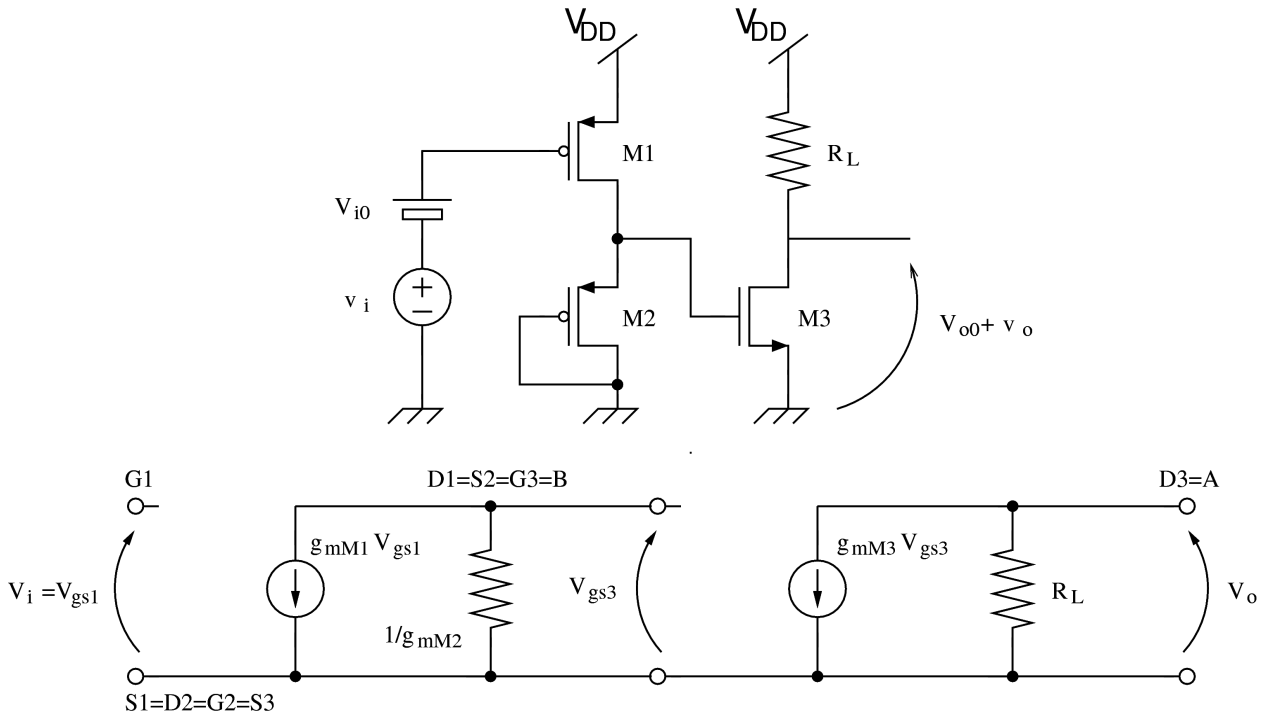 VDD VDD
M1 RL
Vi0
vi + − M2 M3 Vo0+ vo
G1 D1=S2=G3=B D3=A
gmM1 Vgs1 gmM3 Vgs3
Vi =Vgs1 Vgs3 RL Vo
1/gmM2
S1=D2=G2=S3